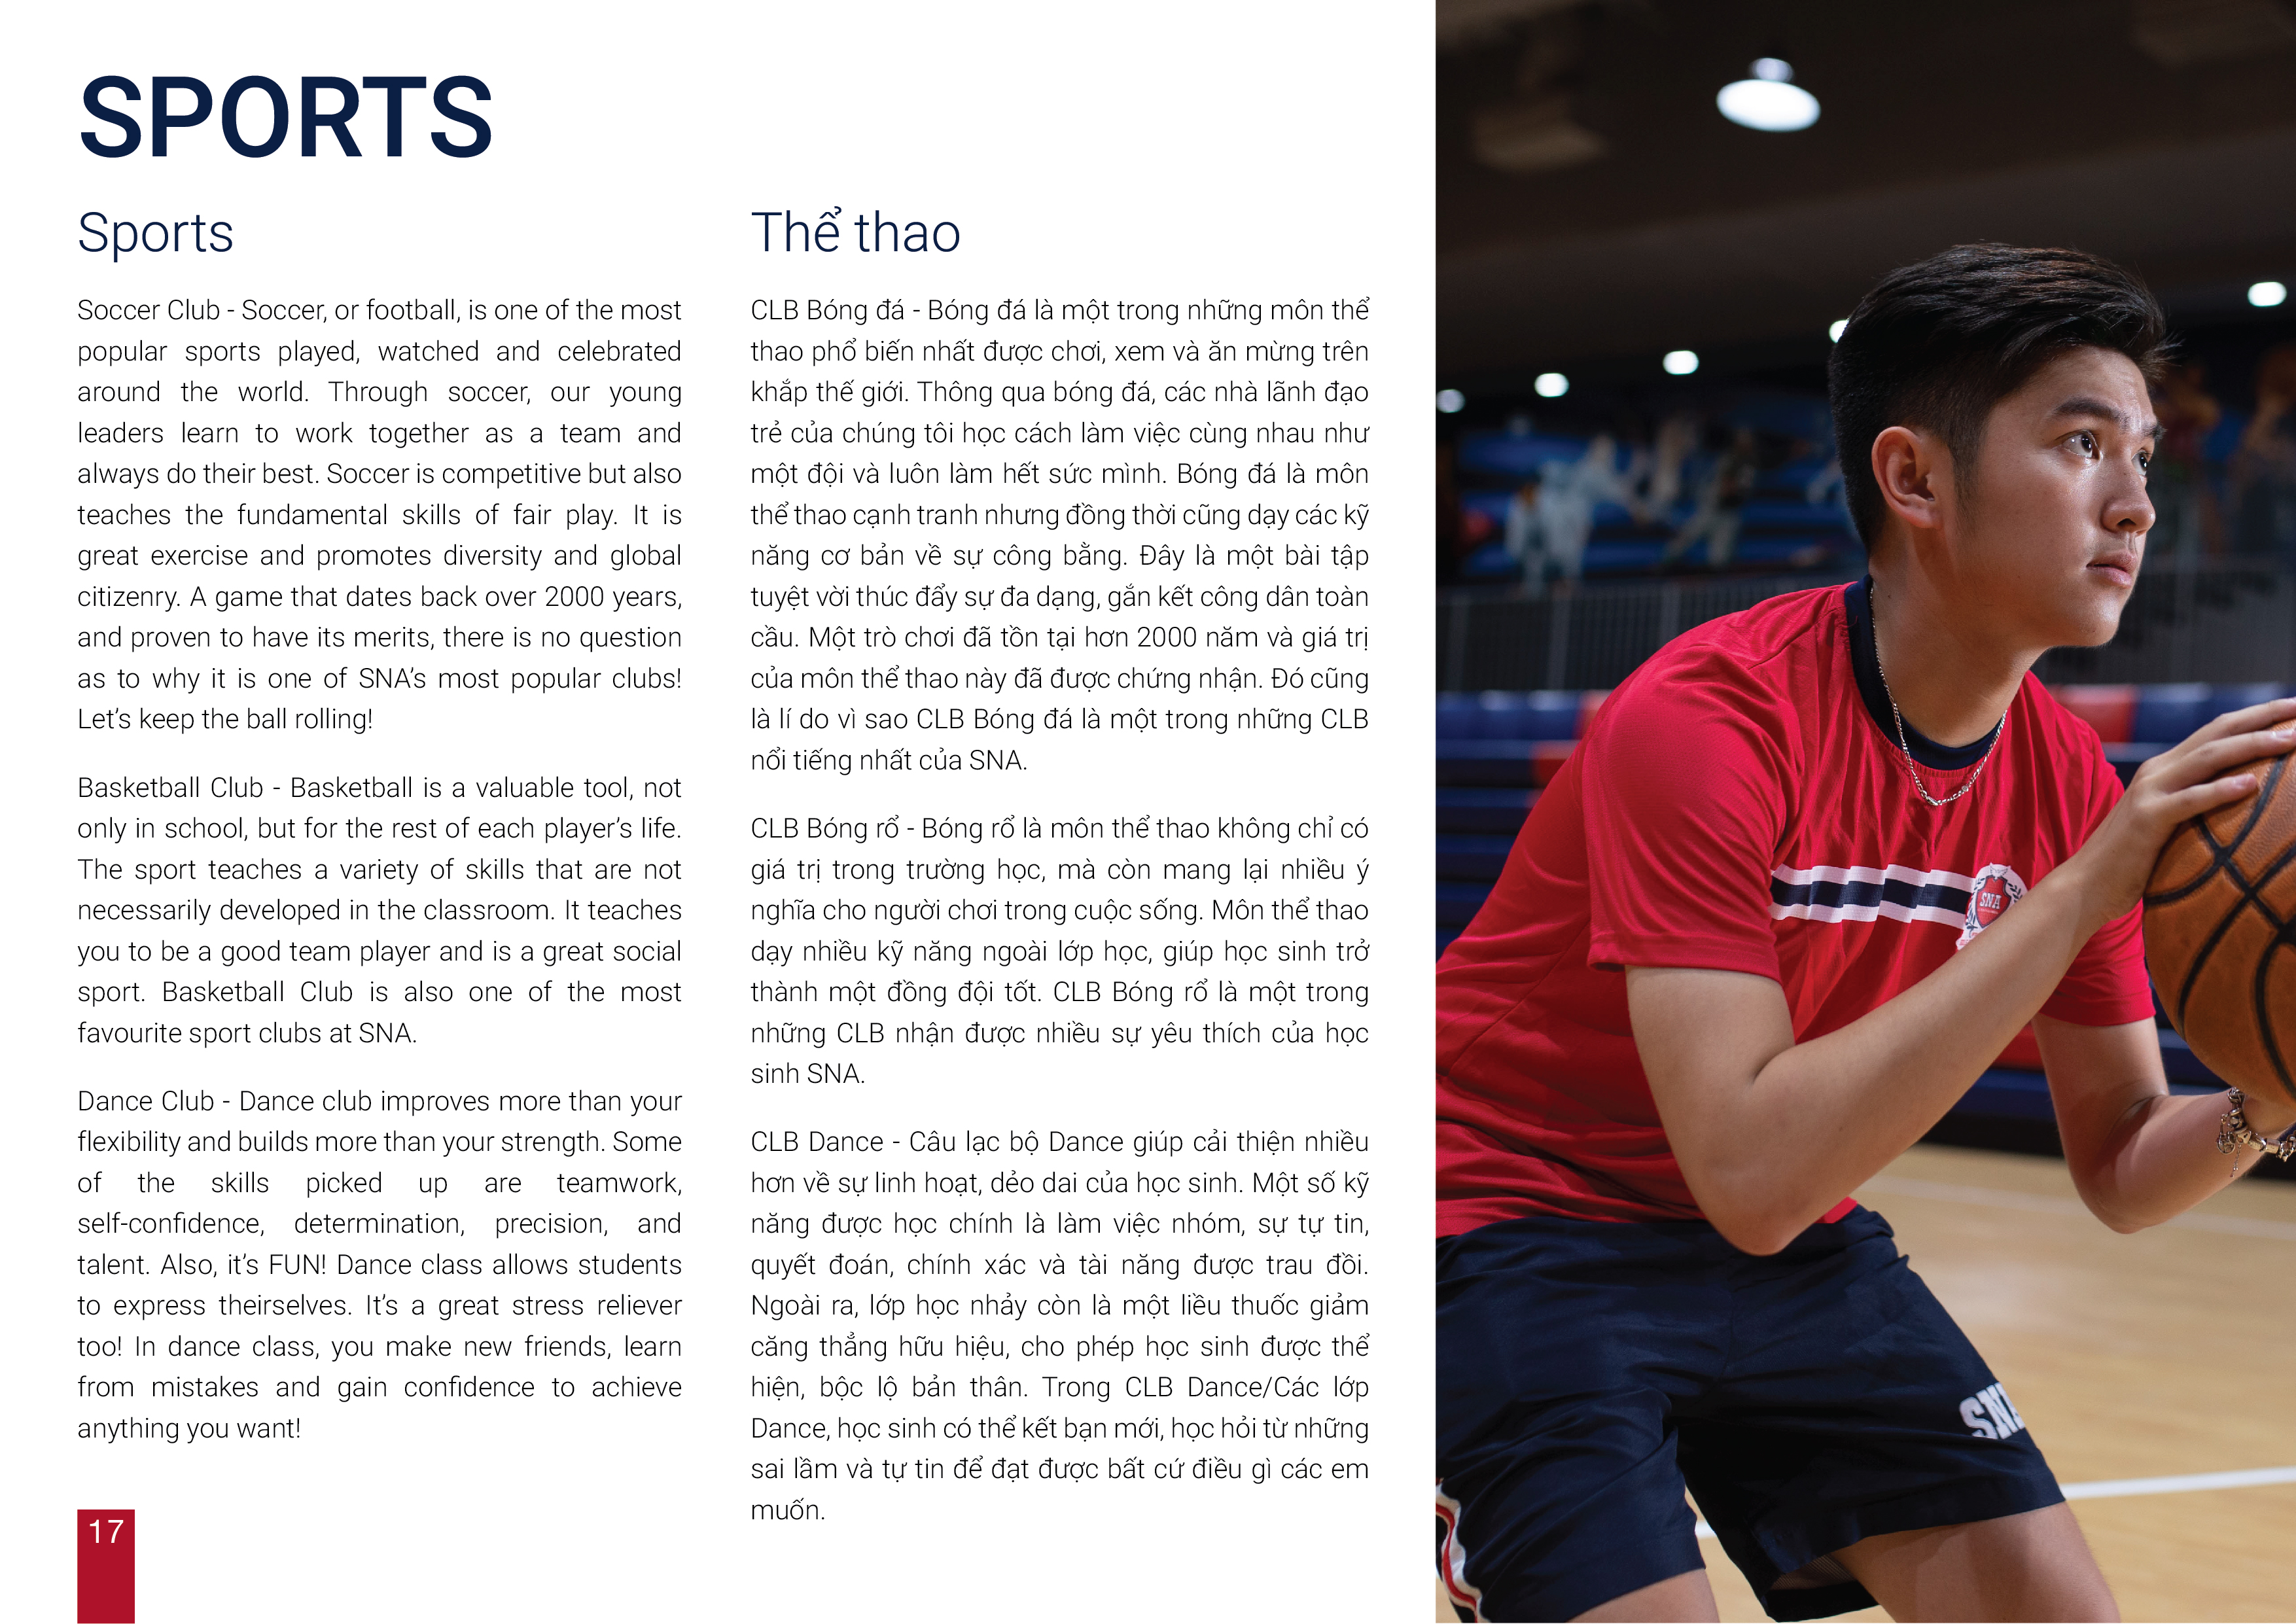 SPORTS
Sports
Soccer Club - Soccer, or football, is one of the most
popular sports played, watched and celebrated
around the world. Through soccer, our young
leaders learn to work together as a team and
always do their best. Soccer is competitive but also
teaches the fundamental skills of fair play. It is
great exercise and promotes diversity and global
citizenry. A game that dates back over 2000 years,
and proven to have its merits, there is no question
as to why it is one of SNA’s most popular clubs!
Let’s keep the ball rolling!
Basketball Club - Basketball is a valuable tool, not
only in school, but for the rest of each player’s life.
The sport teaches a variety of skills that are not
necessarily developed in the classroom. It teaches
you to be a good team player and is a great social
sport. Basketball Club is also one of the most
favourite sport clubs at SNA.
Dance Club - Dance club improves more than your
flexibility and builds more than your strength. Some
of the skills picked up are teamwork,
self-confidence, determination, precision, and
talent. Also, it’s FUN! Dance class allows students
to express theirselves. It’s a great stress reliever
too! In dance class, you make new friends, learn
from mistakes and gain confidence to achieve
anything you want!
Thể thao
CLB Bóng đá - Bóng đá là một trong những môn thể
thao phổ biến nhất được chơi, xem và ăn mừng trên
khắp thế giới. Thông qua bóng đá, các nhà lãnh đạo
trẻ của chúng tôi học cách làm việc cùng nhau như
một đội và luôn làm hết sức mình. Bóng đá là môn
thể thao cạnh tranh nhưng đồng thời cũng dạy các kỹ
năng cơ bản về sự công bằng. Đây là một bài tập
tuyệt vời thúc đẩy sự đa dạng, gắn kết công dân toàn
cầu. Một trò chơi đã tồn tại hơn 2000 năm và giá trị
của môn thể thao này đã được chứng nhận. Đó cũng
là lí do vì sao CLB Bóng đá là một trong những CLB
nổi tiếng nhất của SNA.
CLB Bóng rổ - Bóng rổ là môn thể thao không chỉ có
giá trị trong trường học, mà còn mang lại nhiều ý
nghĩa cho người chơi trong cuộc sống. Môn thể thao
dạy nhiều kỹ năng ngoài lớp học, giúp học sinh trở
thành một đồng đội tốt. CLB Bóng rổ là một trong
những CLB nhận được nhiều sự yêu thích của học
sinh SNA.
CLB Dance - Câu lạc bộ Dance giúp cải thiện nhiều
hơn về sự linh hoạt, dẻo dai của học sinh. Một số kỹ
năng được học chính là làm việc nhóm, sự tự tin,
quyết đoán, chính xác và tài năng được trau đồi.
Ngoài ra, lớp học nhảy còn là một liều thuốc giảm
căng thẳng hữu hiệu, cho phép học sinh được thể
hiện, bộc lộ bản thân. Trong CLB Dance/Các lớp
Dance, học sinh có thể kết bạn mới, học hỏi từ những
sai lầm và tự tin để đạt được bất cứ điều gì các em
muốn.
17
SNA
SNA